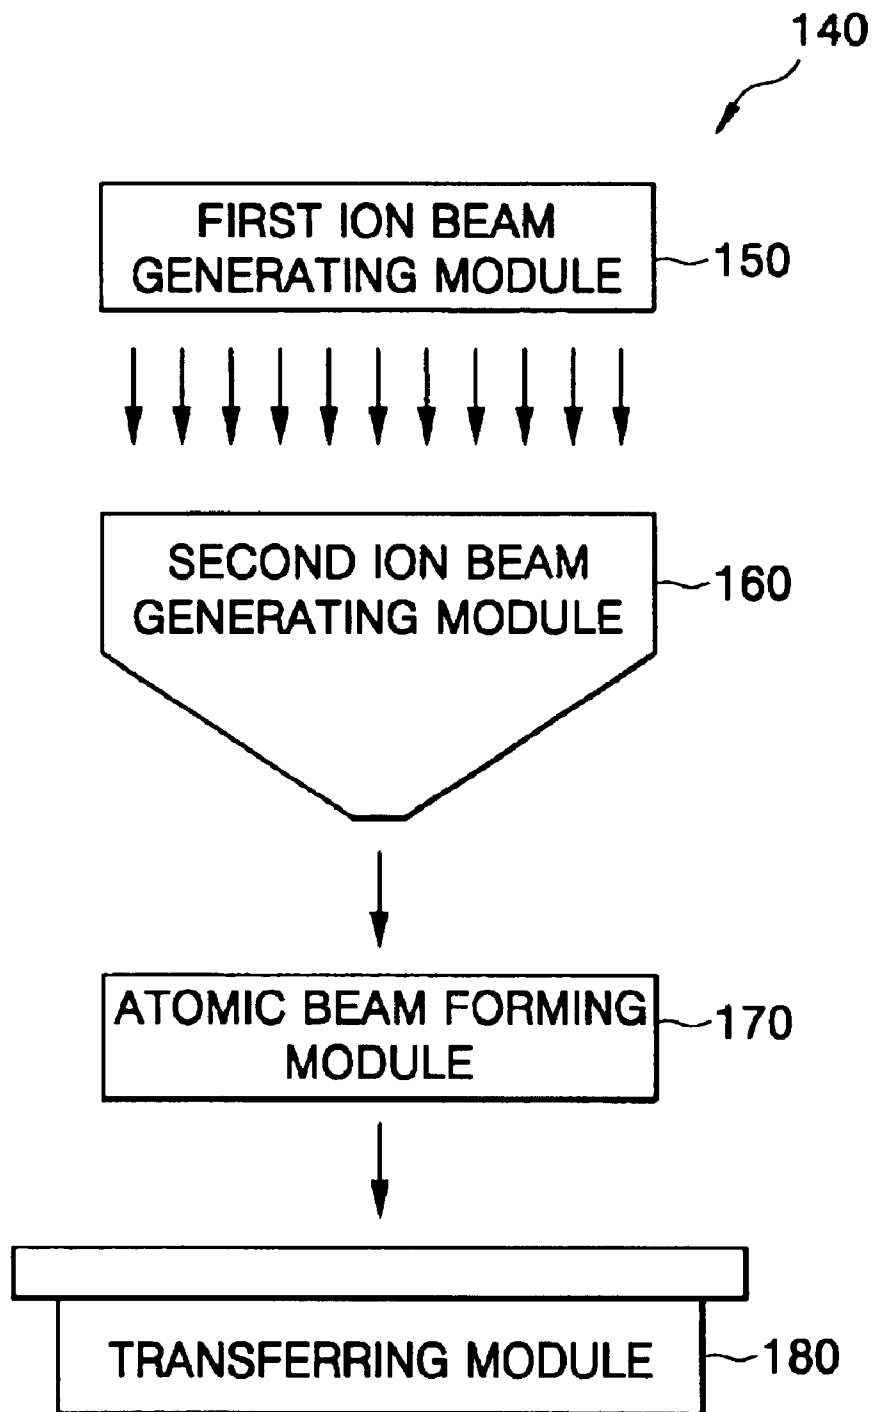 140
FIRST ION BEAM
GENERATING MODULE
150
SECOND ION BEAM
GENERATING MODULE
160
ATOMIC BEAM FORMING
MODULE
170
TRANSFERRING MODULE
180